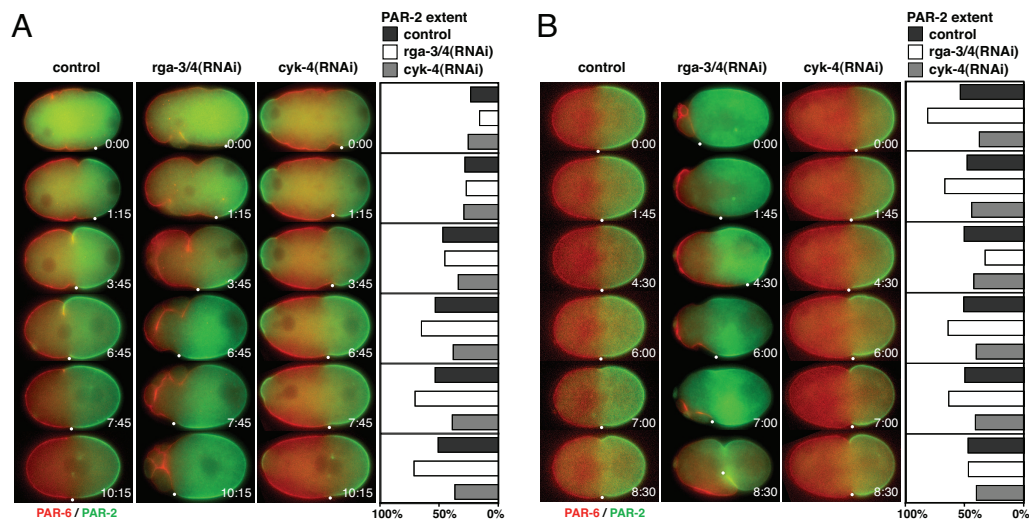 A
PAR-2 extent
control
rga-3/4(RNAi)
cyk-4(RNAi)
control rga-3/4(RNAi) cyk-4(RNAi)
0:00 0:00 0:00
1:15 1:15 1:15
3:45 3:45 3:45
6:45 6:45 6:45
7:45 7:45 7:45
10:15 10:15 10:15
PAR-6 / PAR-2
100% 50% 0%
B
PAR-2 extent
control
rga-3/4(RNAi)
cyk-4(RNAi)
control rga-3/4(RNAi) cyk-4(RNAi)
0:00 0:00 0:00
1:45 1:45 1:45
4:30 4:30 4:30
6:00 6:00 6:00
7:00 7:00 7:00
8:30 8:30 8:30
PAR-6 / PAR-2
100% 50% 0%